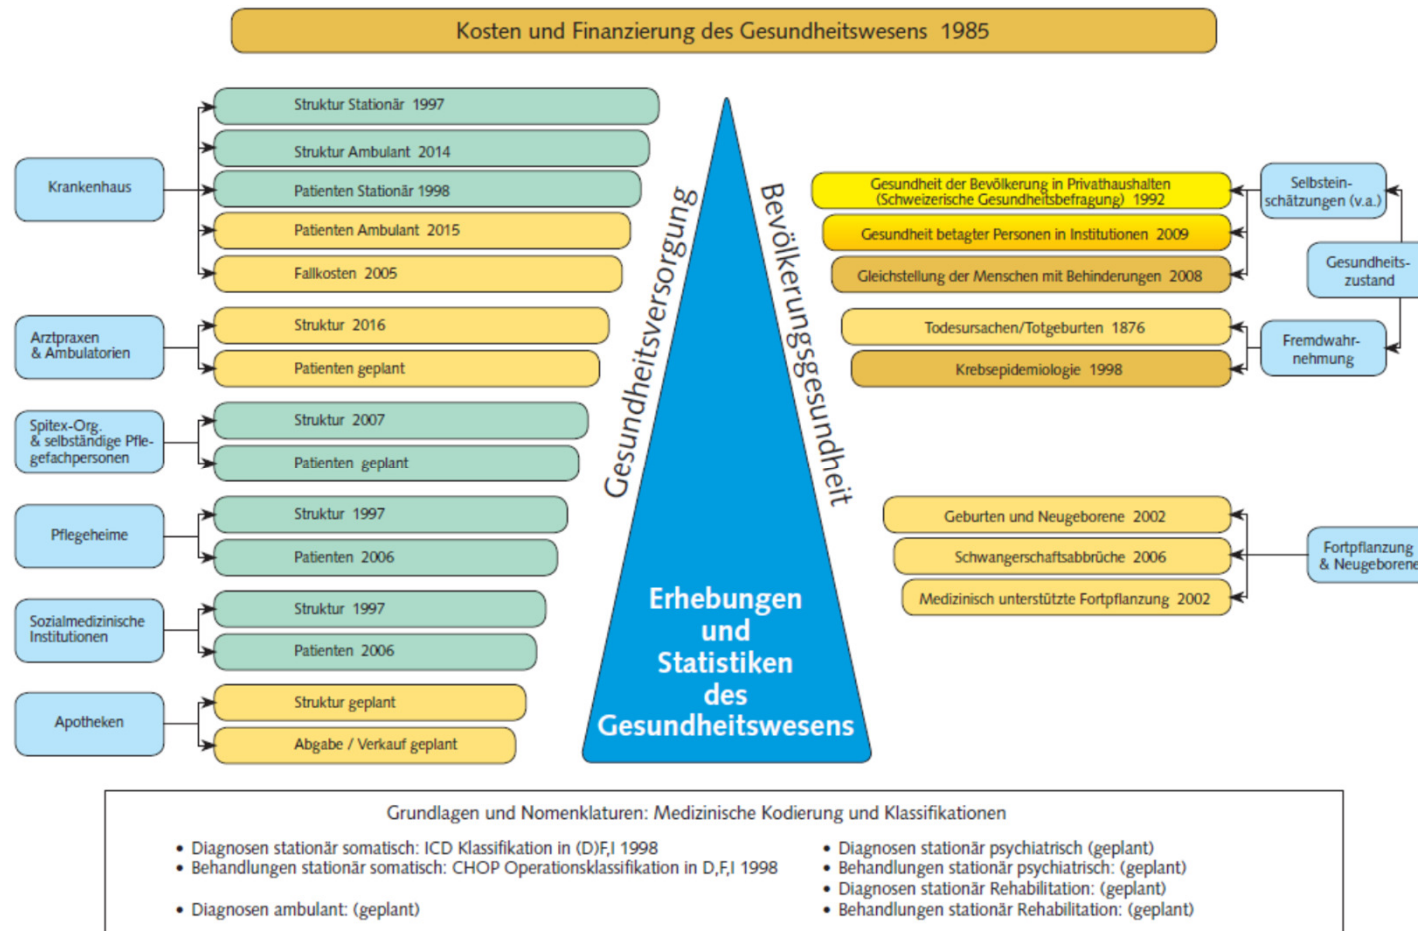 Kosten und Finanzierung des Gesundheitswesens 1985
Krankenhaus
Struktur Stationär 1997
Struktur Ambulant 2014
Patienten Stationär 1998
Patienten Ambulant 2015
Fallkosten 2005
Arztpraxen
& Ambulatorien
Struktur 2016
Patienten geplant
Spitex-Org.
& selbständige Pfle-
gefachpersonen
Struktur 2007
Patienten geplant
Pflegeheime
Struktur 1997
Patienten 2006
Sozialmedizinische
Institutionen
Struktur 1997
Patienten 2006
Apotheken
Struktur geplant
Abgabe / Verkauf geplant
Gesundheitsversorgung
Bevölkerungsgesundheit
Erhebungen
und
Statistiken
des
Gesundheitswesens
Gesundheit der Bevölkerung in Privathaushalten
(Schweizerische Gesundheitsbefragung) 1992
Gesundheit betagter Personen in Institutionen 2009
Gleichstellung der Menschen mit Behinderungen 2008
Selbstein-
schätzungen (v.a.)
Gesundheits-
zustand
Todesursachen/Totgeburten 1876
Krebsepidemiologie 1998
Fremdwahr-
nehmung
Geburten und Neugeborene 2002
Schwangerschaftsabbrüche 2006
Medizinisch unterstützte Fortpflanzung 2002
Fortpflanzung
& Neugeborene
Grundlagen und Nomenklaturen: Medizinische Kodierung und Klassifikationen
• Diagnosen stationär somatisch: ICD Klassifikation in (D)F,I 1998
• Behandlungen stationär somatisch: CHOP Operationsklassifikation in D,F,I 1998
• Diagnosen ambulant: (geplant)
• Diagnosen stationär psychiatrisch (geplant)
• Behandlungen stationär psychiatrisch: (geplant)
• Diagnosen stationär Rehabilitation: (geplant)
• Behandlungen stationär Rehabilitation: (geplant)